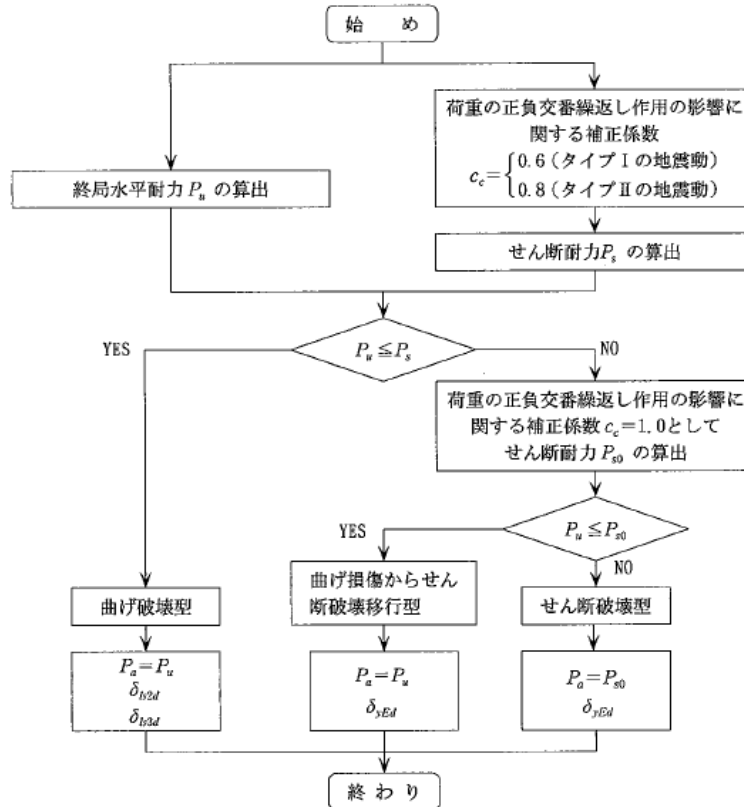 始 め
荷重の正負交番繰返し作用の影響に
関する補正係数
c_c={0.6(タイプⅠの地震動)
0.8(タイプⅡの地震動)
終局水平耐力 P_u の算出
せん断耐力P_s の算出
P_u≦P_s
YES
NO
荷重の正負交番繰返し作用の影響に
関する補正係数 c_c=1.0として
せん断耐力 P_s0 の算出
P_u≦P_s0
YES
NO
曲げ破壊型
曲げ損傷からせん
断破壊移行型
せん断破壊型
P_a=P_u
δ_ls2d
δ_ls3d
P_a=P_u
δ_yEd
P_a=P_s0
δ_yEd
終わり